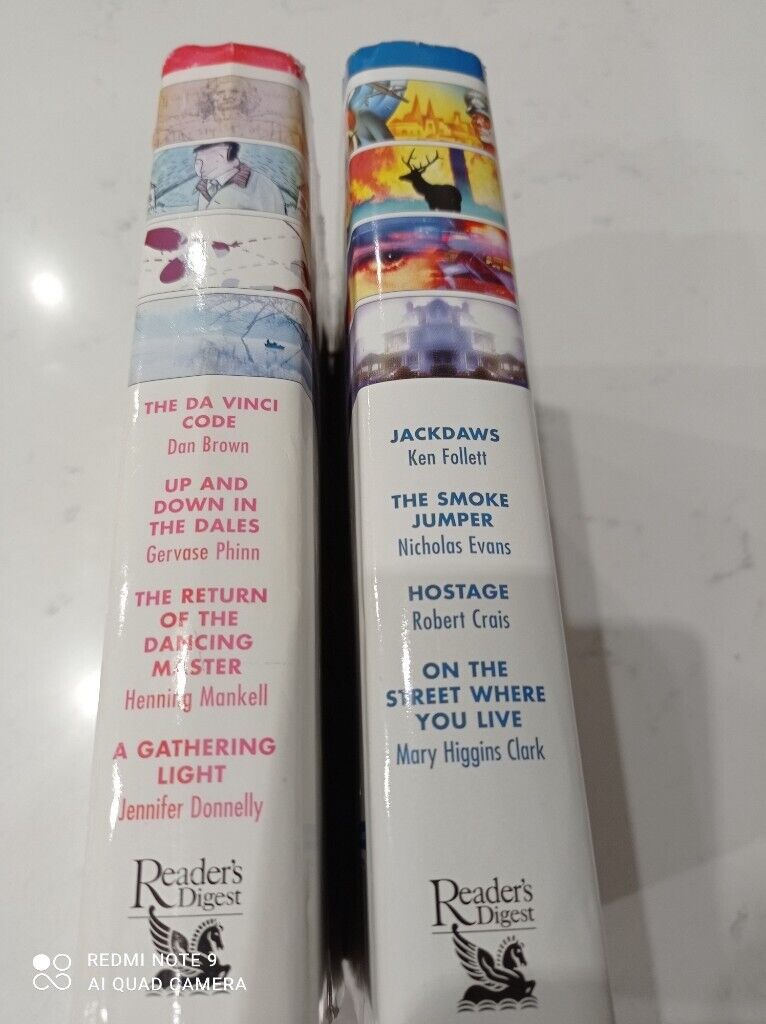 THE DA VINCI
CODE
Dan Brown
UP AND
DOWN IN
THE DALES
Gervase Phinn
THE RETURN
OF THE
DANCING
MASTER
Henning Mankell
A GATHERING
LIGHT
Jennifer Donnelly
Reader's
Digest
JACKDAWS
Ken Follett
THE SMOKE
JUMPER
Nicholas Evans
HOSTAGE
Robert Crais
ON THE
STREET WHERE
YOU LIVE
Mary Higgins Clark
Reader's
Digest
REDMI NOTE 9
AI QUAD CAMERA